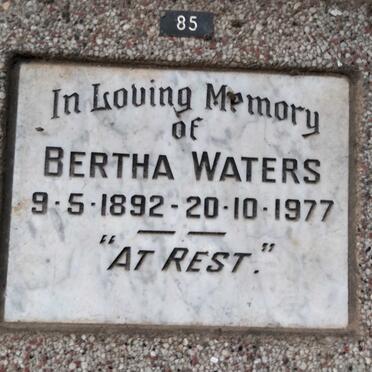 85
In Loving Memory
of
BERTHA WATERS
9·5·1892-20·10·1977
"AT REST."